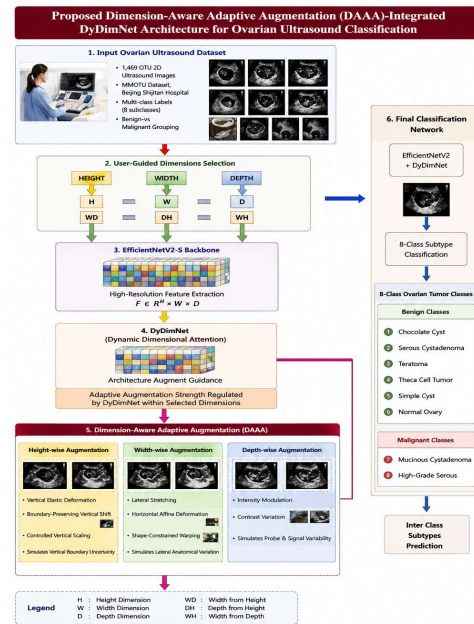 Proposed Dimension-Aware Adaptive Augmentation (DAAA)-Integrated
DyDimNet Architecture for Ovarian Ultrasound Classification
1. Input Ovarian Ultrasound Dataset
• 1,469 OTU 2D
Ultrasound Images
• MMOTU Dataset,
Beijing Shijitan Hospital
• Multi-class Labels
(8 subclasses)
• Benign-vs
Malignant Grouping
2. User-Guided Dimensions Selection
HEIGHT WIDTH DEPTH
H = W = D
WD = DH = WH
3. EfficientNetV2-S Backbone
High-Resolution Feature Extraction
F ∈ R^H × W × D
4. DyDimNet
(Dynamic Dimensional Attention)
Architecture Augment Guidance
Adaptive Augmentation Strength Regulated
by DyDimNet within Selected Dimensions
5. Dimension-Aware Adaptive Augmentation (DAAA)
Height-wise Augmentation
• Vertical Elastic Deformation
• Boundary-Preserving Vertical Shift
• Controlled Vertical Scaling
• Simulates Vertical Boundary Uncertainty
Width-wise Augmentation
• Lateral Stretching
• Horizontal Affine Deformation
• Shape-Constrained Warping
• Simulates Lateral Anatomical Variation
Depth-wise Augmentation
• Intensity Modulation
• Contrast Variation
• Simulates Probe & Signal Variability
Legend
H : Height Dimension
W : Width Dimension
D : Depth Dimension
WD : Width from Height
DH : Depth from Height
WH : Width from Depth
6. Final Classification
Network
EfficientNetV2
+ DyDimNet
8-Class Subtype
Classification
8-Class Ovarian Tumor Classes
Benign Classes
1 Chocolate Cyst
2 Serous Cystadenoma
3 Teratoma
4 Theca Cell Tumor
5 Simple Cyst
6 Normal Ovary
Malignant Classes
7 Mucinous Cystadenoma
8 High-Grade Serous
Inter Class
Subtypes
Prediction